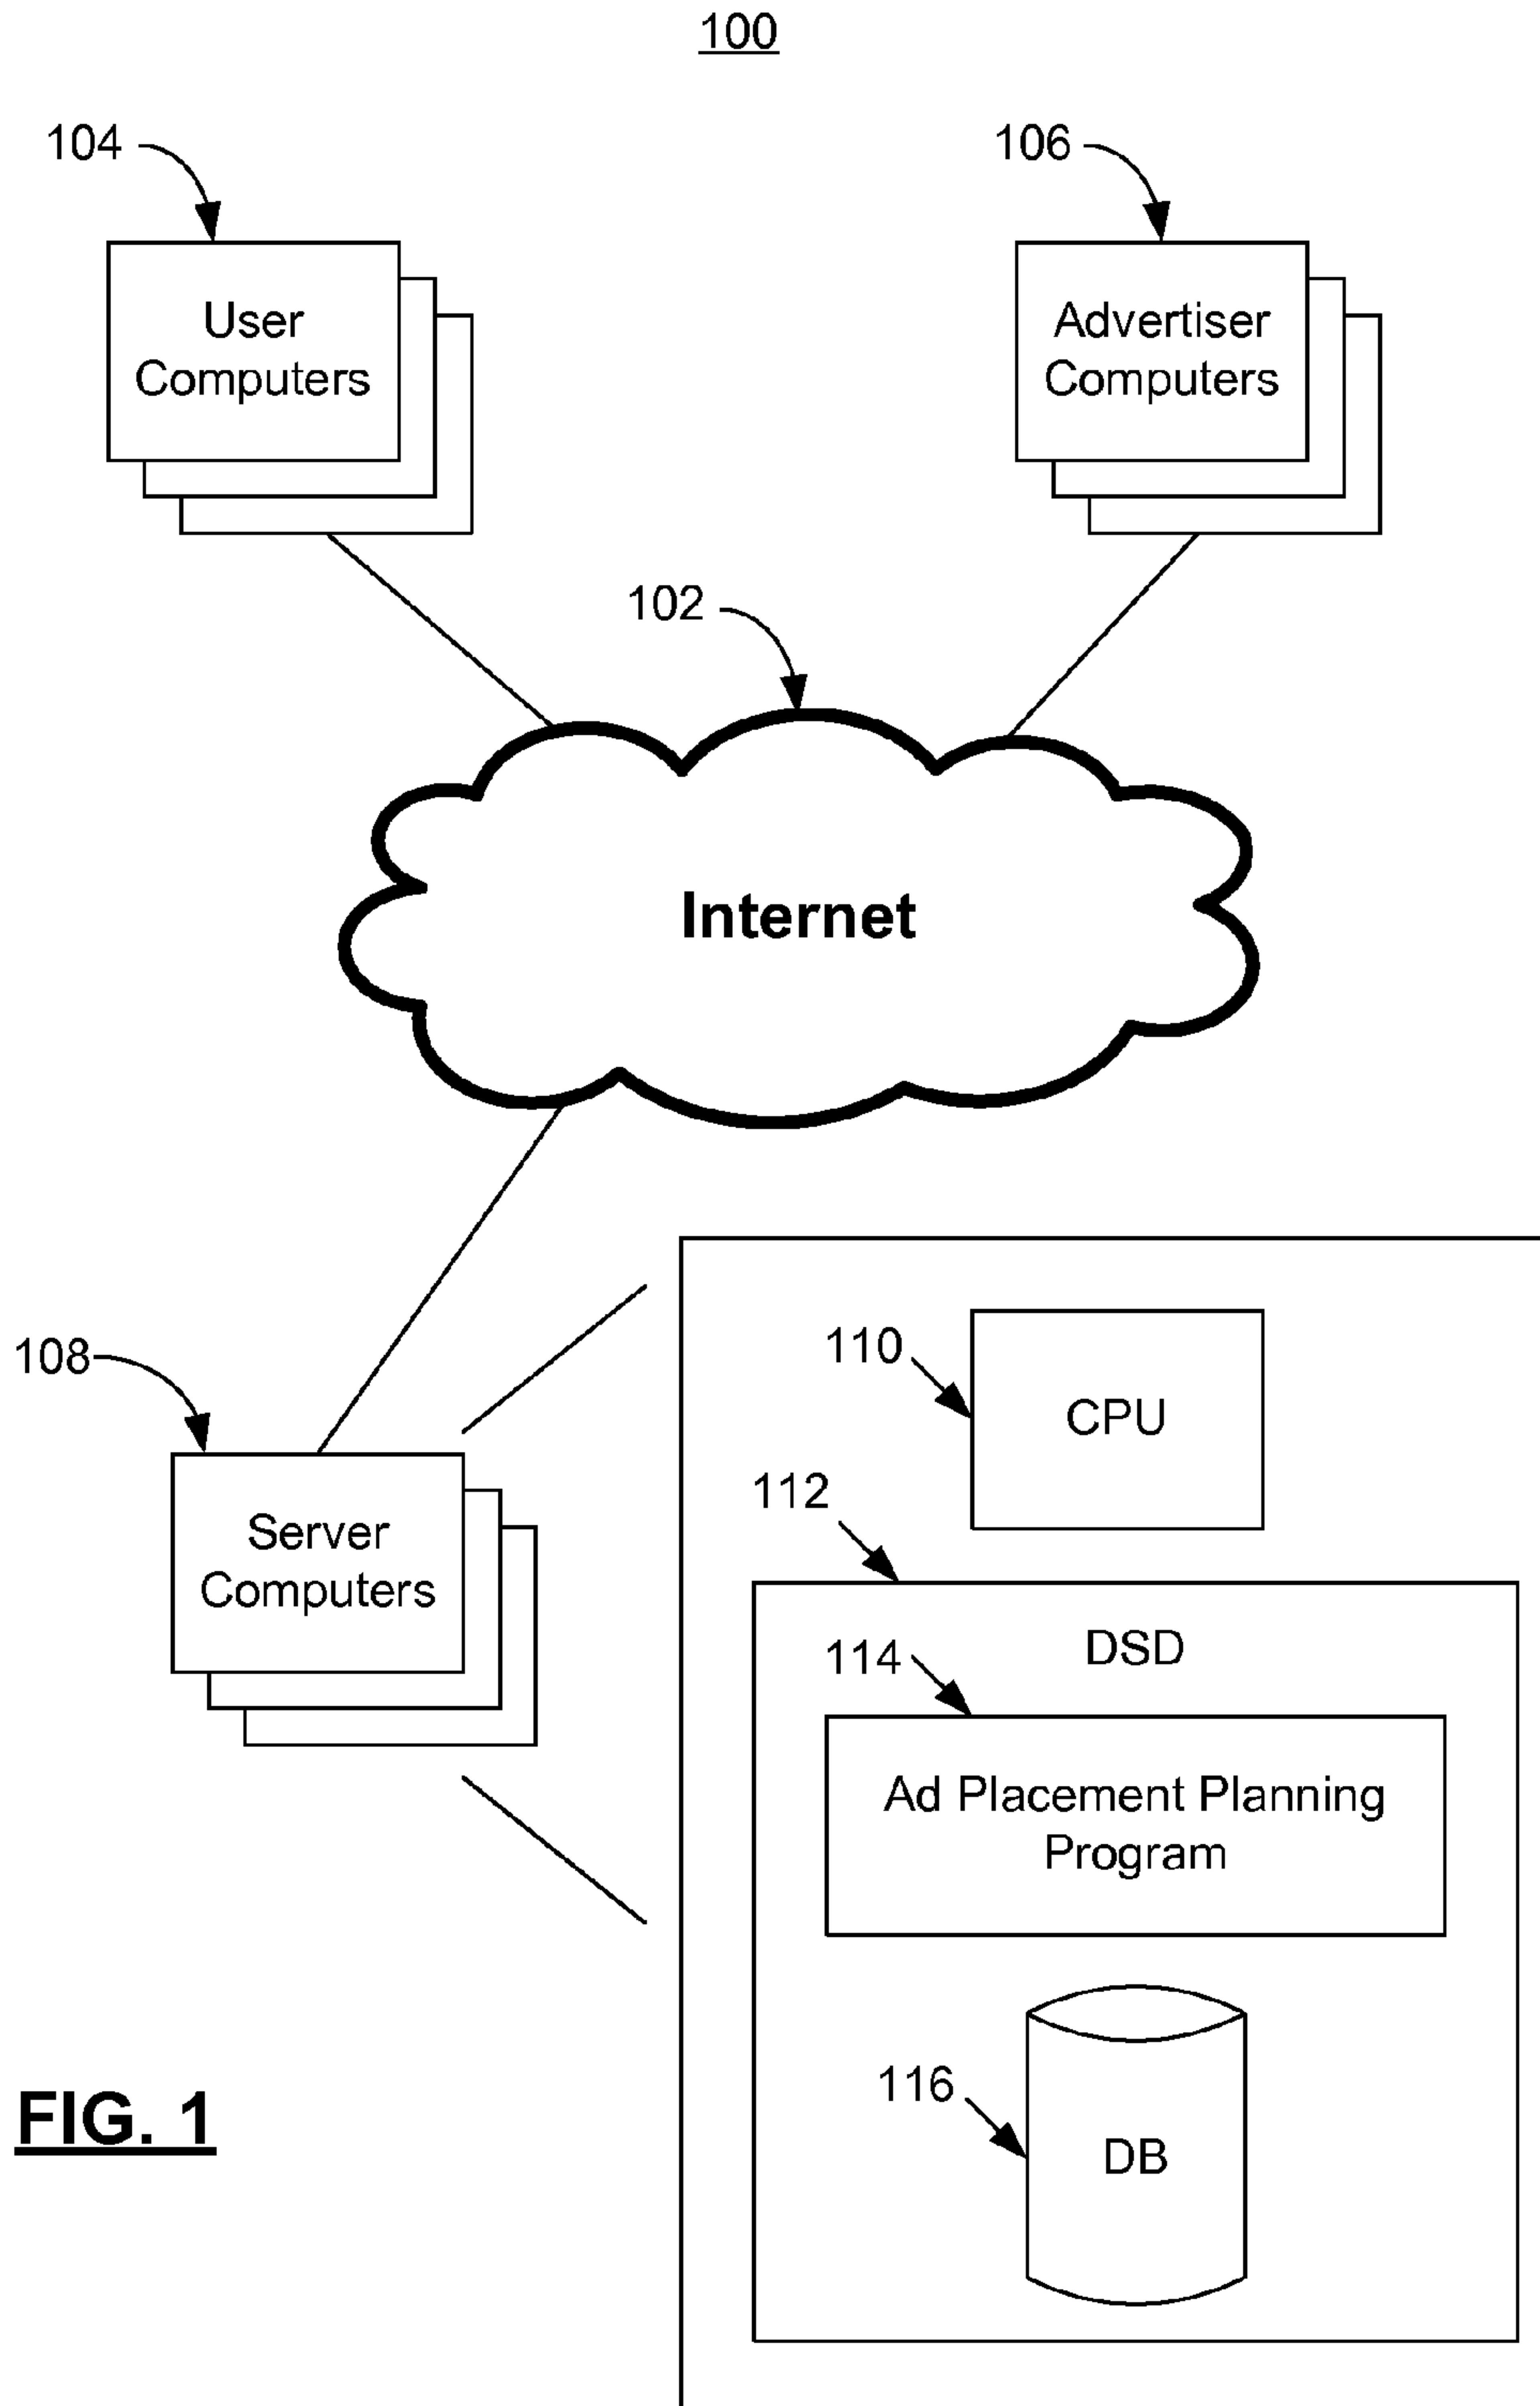 100
104
106
User
Computers
Advertiser
Computers
102
Internet
108
110
CPU
112
Server
Computers
DSD
114
Ad Placement Planning
Program
116
DB
FIG. 1